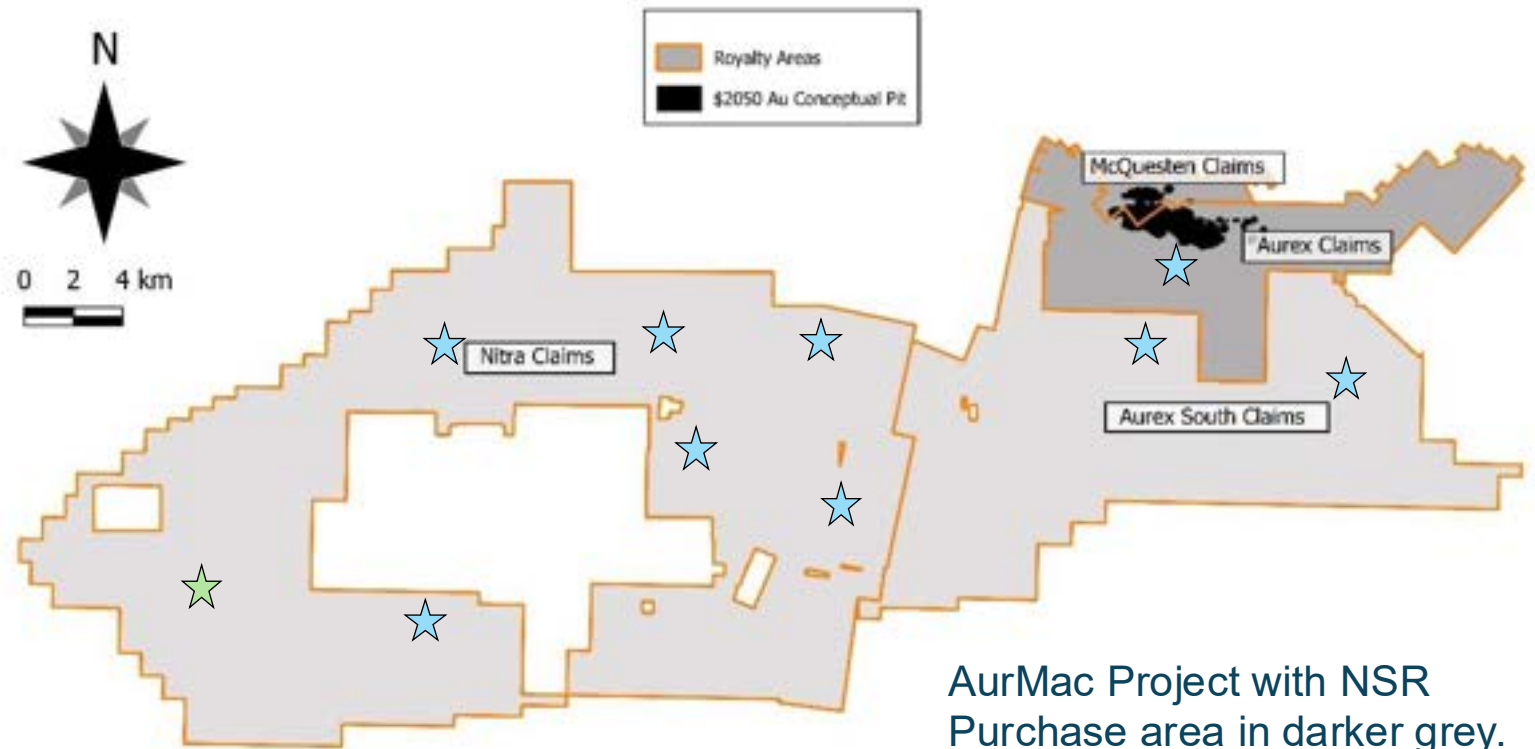 N
0 2 4 km
Royalty Areas
$2050 Au Conceptual Pit
McQuesten Claims
Aurex Claims
Nitra Claims
Aurex South Claims
AurMac Project with NSR
Purchase area in darker grey.